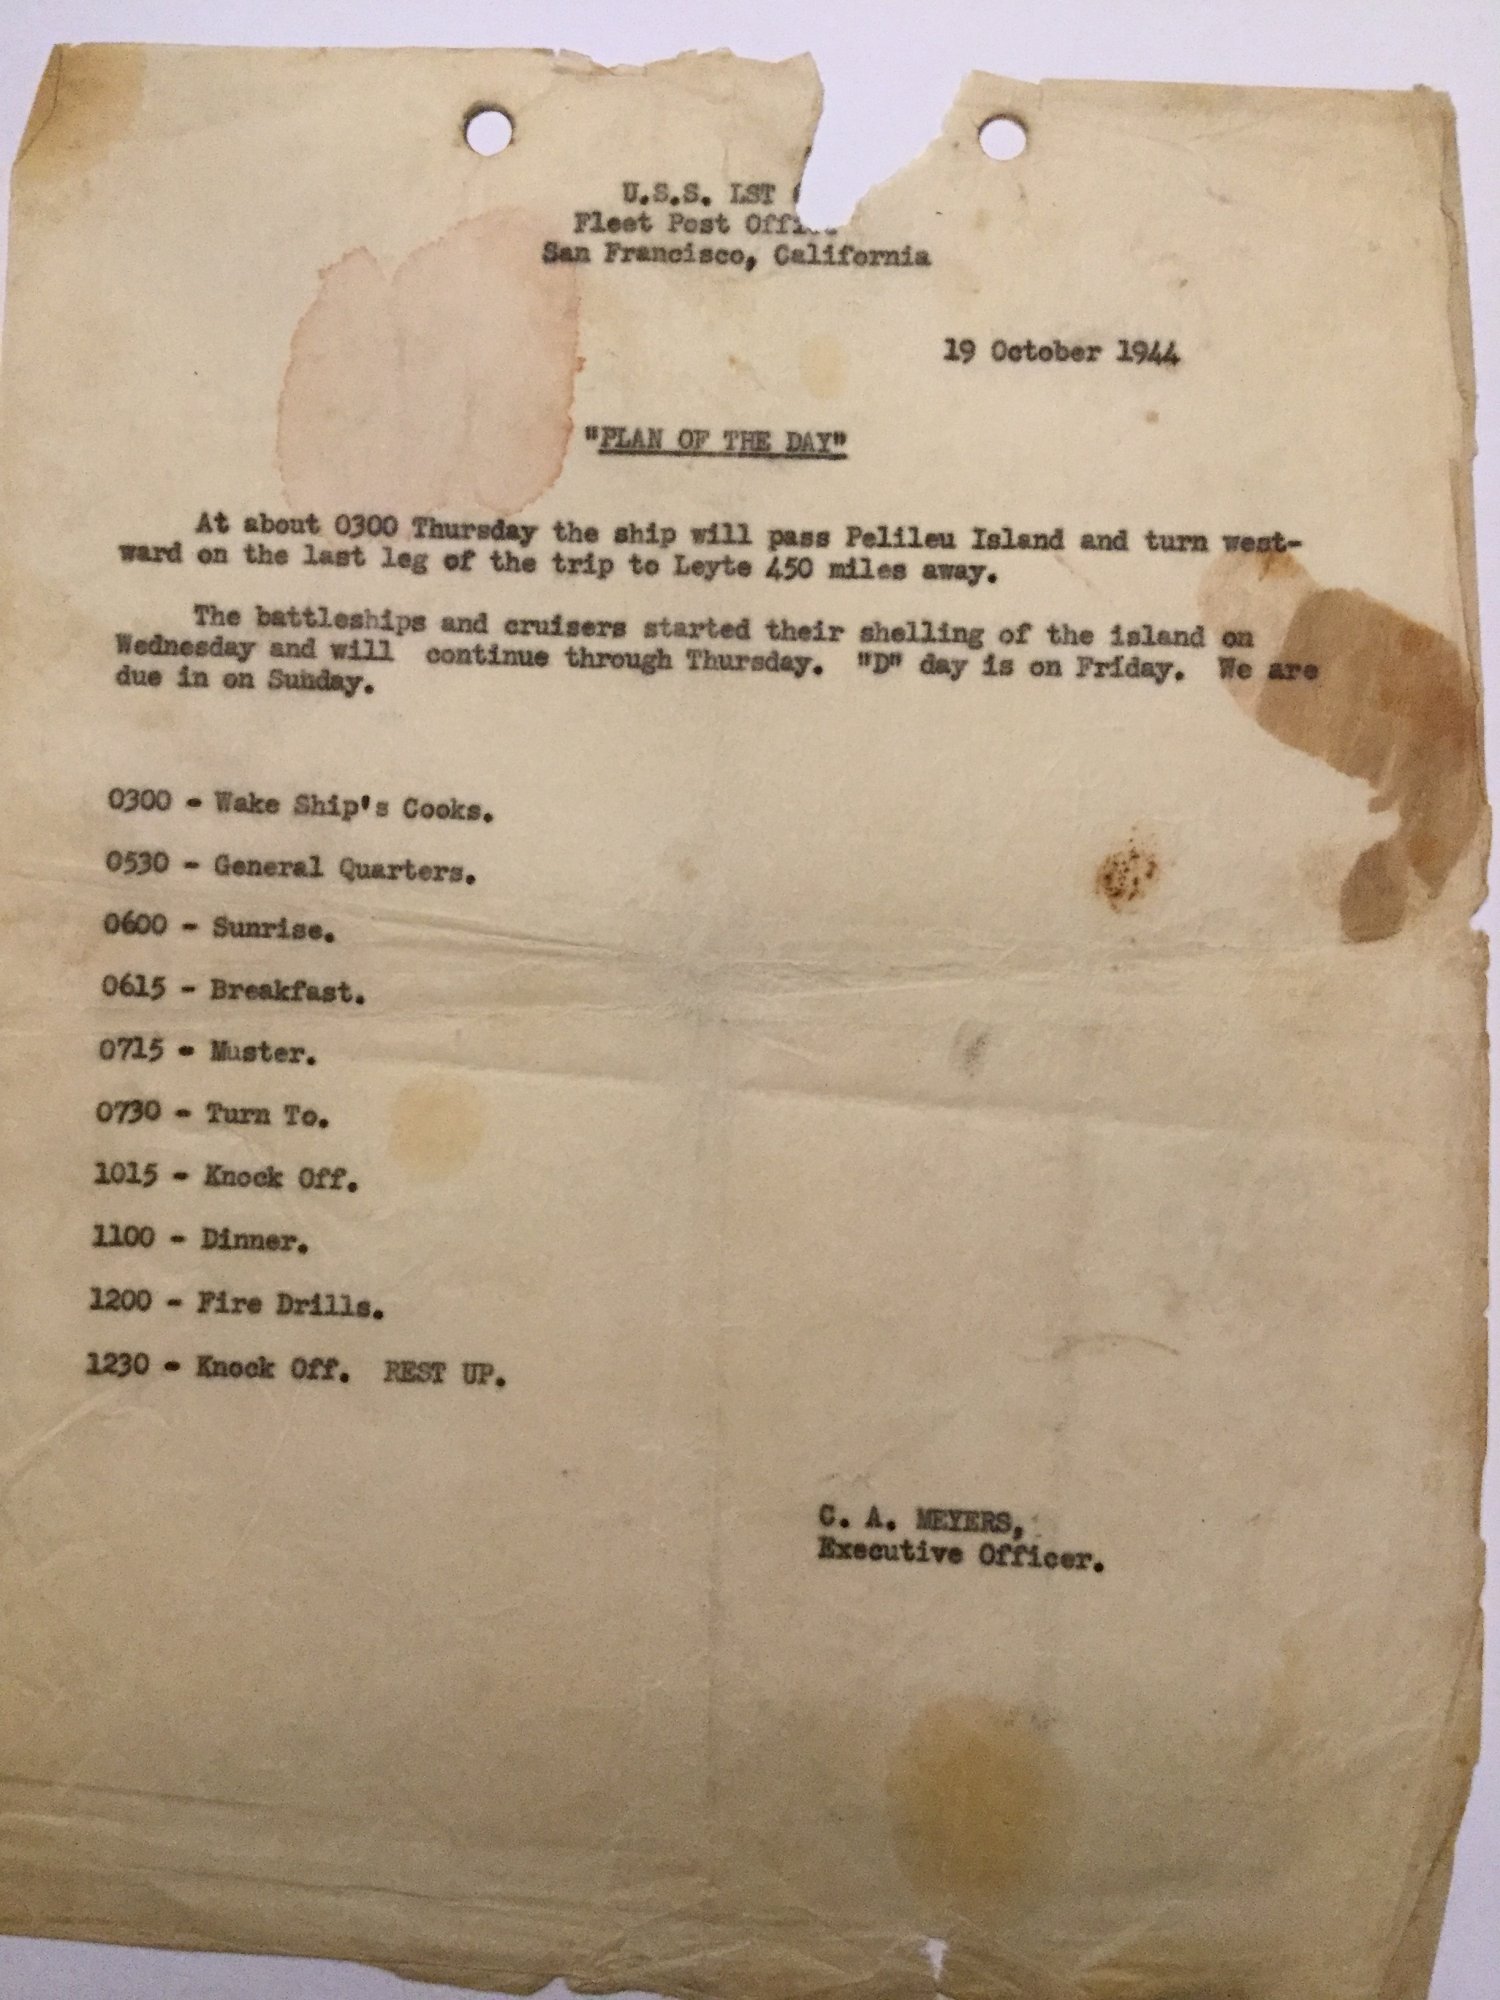 U.S.S. LST
Fleet Post
San Francisco, California
19 October 1944
"PLAN OF THE DAY"
At about 0300 Thursday the ship will pass Pelileu Island and turn west-
ward on the last leg of the trip to Leyte 450 miles away.
The battleships and cruisers started their shelling of the island on
Wednesday and will continue through Thursday. "D" day is on Friday. We are
due in on Sunday.
0300 - Wake Ship's Cooks.
0530 - General Quarters.
0600 - Sunrise.
0615 - Breakfast.
0715 - Muster.
0730 - Turn To.
1015 - Knock Off.
1100 - Dinner.
1200 - Fire Drills.
1230 - Knock Off. REST UP.
C. A. MEYERS,
Executive Officer.